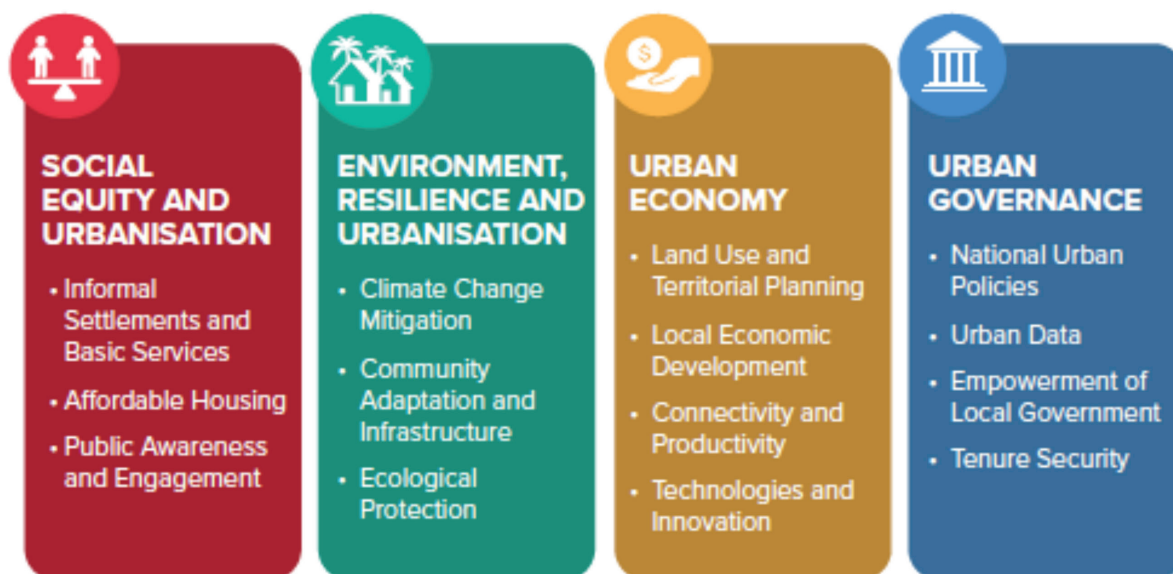 SOCIAL
EQUITY AND
URBANISATION
• Informal
Settlements and
Basic Services
• Affordable Housing
• Public Awareness
and Engagement
ENVIRONMENT,
RESILIENCE AND
URBANISATION
• Climate Change
Mitigation
• Community
Adaptation and
Infrastructure
• Ecological
Protection
URBAN
ECONOMY
• Land Use and
Territorial Planning
• Local Economic
Development
• Connectivity and
Productivity
• Technologies and
Innovation
URBAN
GOVERNANCE
• National Urban
Policies
• Urban Data
• Empowerment of
Local Government
• Tenure Security